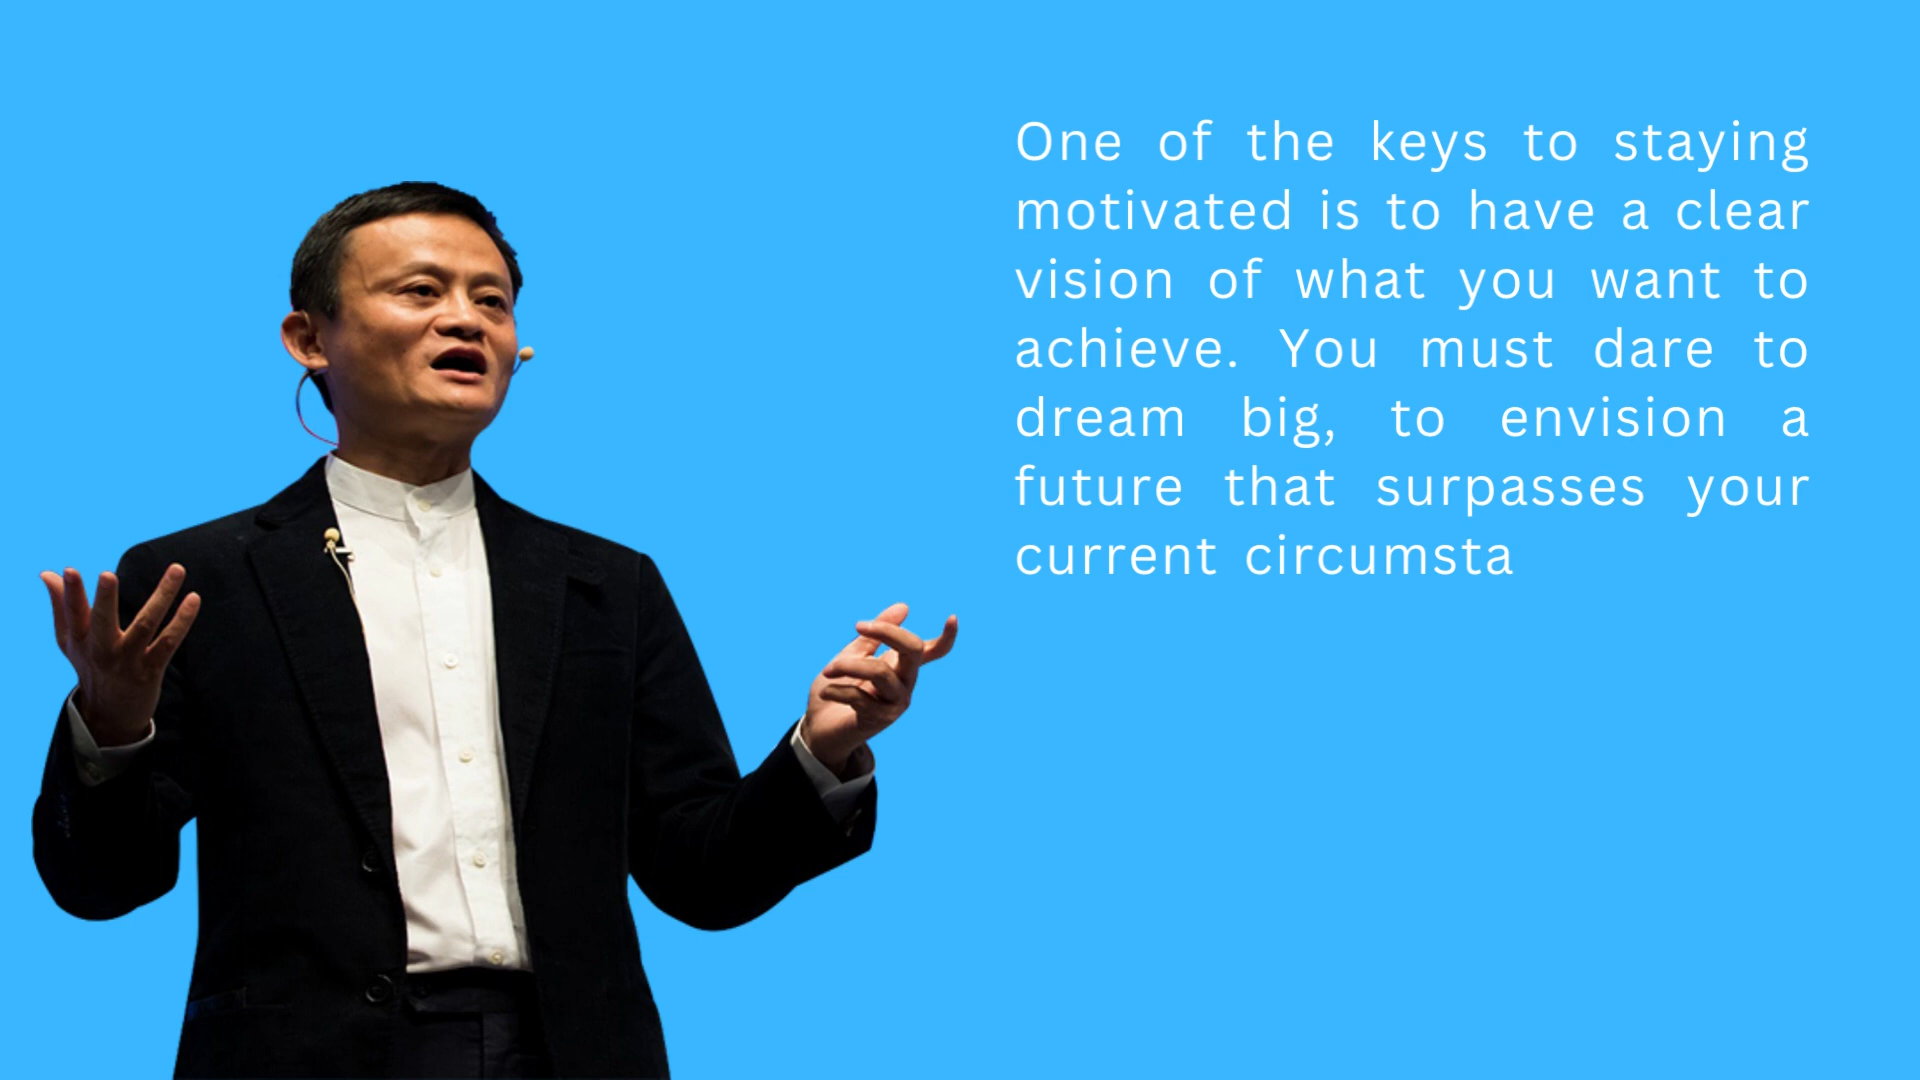 One of the keys to staying
motivated is to have a clear
vision of what you want to
achieve. You must dare to
dream big, to envision a
future that surpasses your
current circumsta